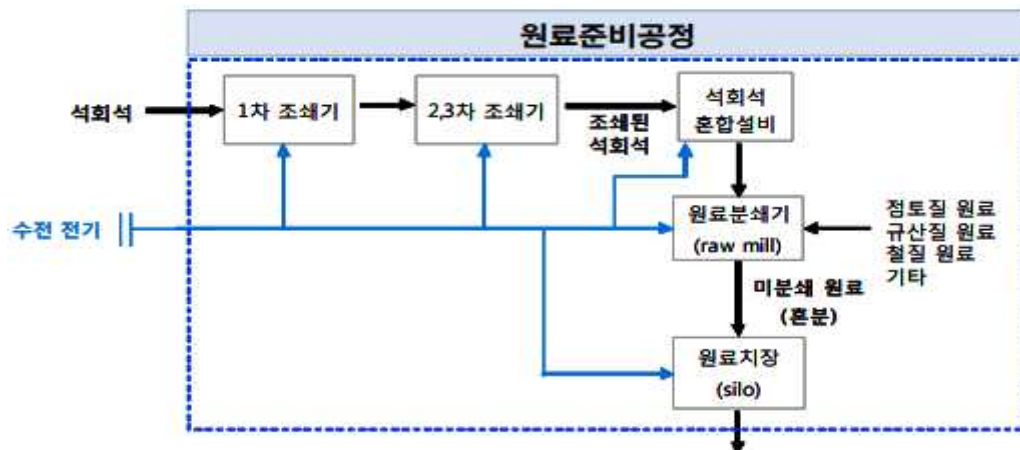 원료준비공정
석회석
1차 조쇄기
2,3차 조쇄기
조쇄된
석회석
석회석
혼합설비
수전 전기
원료분쇄기
(raw mill)
점토질 원료
규산질 원료
철질 원료
기타
미분쇄 원료
(혼분)
원료치장
(silo)